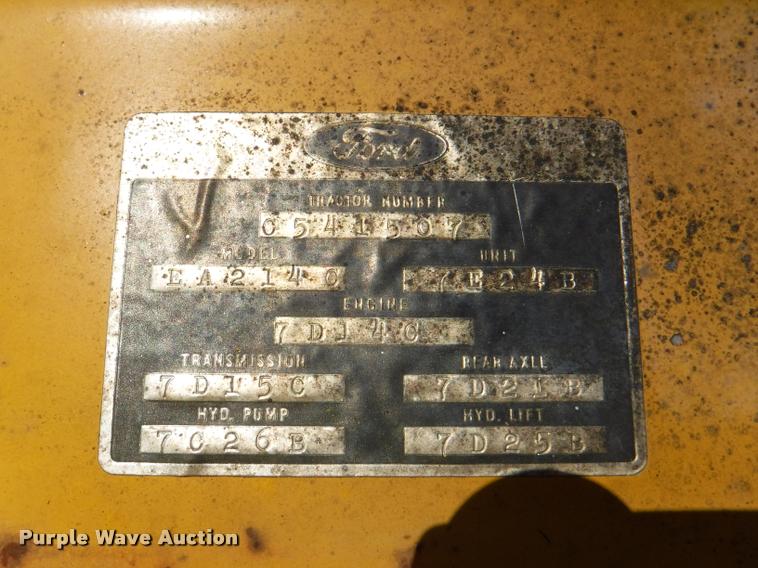 Ford
TRACTOR NUMBER
C541507
MODEL UNIT
EA214C 7E24B
ENGINE
7D14C
TRANSMISSION REAR AXLE
7D15C 7D21B
HYD. PUMP HYD. LIFT
7C26B 7D25B
Purple Wave Auction